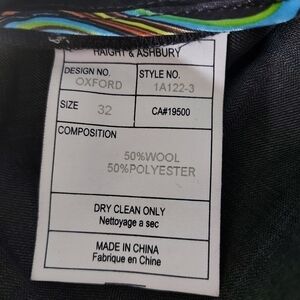 HAIGHT & ASHBURY
DESIGN NO. STYLE NO.
OXFORD 1A122-3
SIZE 32 CA#19500
COMPOSITION
50%WOOL
50%POLYESTER
DRY CLEAN ONLY
Nettoyage a sec
MADE IN CHINA
Fabrique en Chine